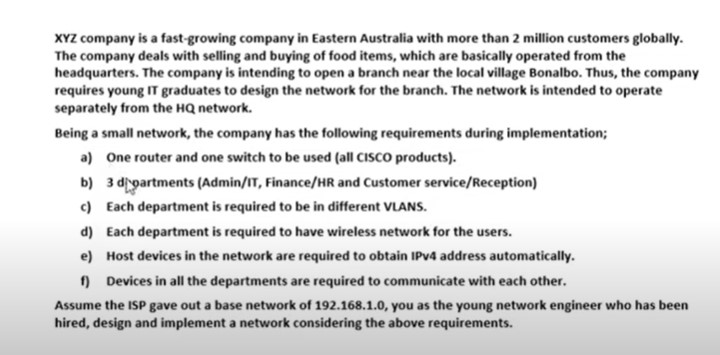 XYZ company is a fast-growing company in Eastern Australia with more than 2 million customers globally.
The company deals with selling and buying of food items, which are basically operated from the
headquarters. The company is intending to open a branch near the local village Bonalbo. Thus, the company
requires young IT graduates to design the network for the branch. The network is intended to operate
separately from the HQ network.
Being a small network, the company has the following requirements during implementation;
a) One router and one switch to be used (all CISCO products).
b) 3 departments (Admin/IT, Finance/HR and Customer service/Reception)
c) Each department is required to be in different VLANS.
d) Each department is required to have wireless network for the users.
e) Host devices in the network are required to obtain IPv4 address automatically.
f) Devices in all the departments are required to communicate with each other.
Assume the ISP gave out a base network of 192.168.1.0, you as the young network engineer who has been
hired, design and implement a network considering the above requirements.